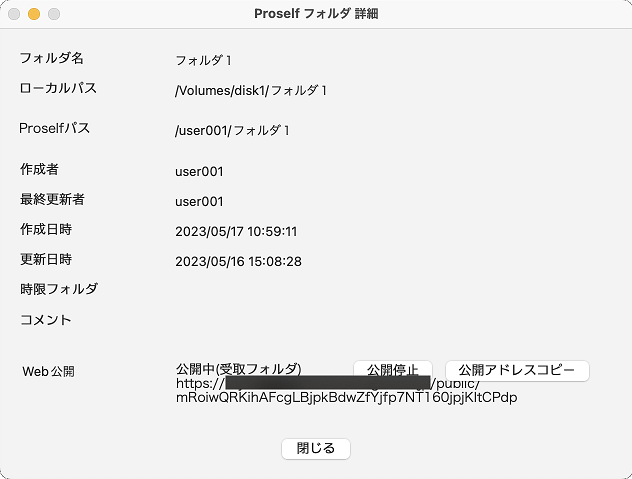 Proself フォルダ 詳細
フォルダ名 フォルダ1
ローカルパス /Volumes/disk1/フォルダ1
Proselfパス /user001/フォルダ1
作成者 user001
最終更新者 user001
作成日時 2023/05/17 10:59:11
更新日時 2023/05/16 15:08:28
時限フォルダ
コメント
Web公開 公開中(受取フォルダ) 公開停止 公開アドレスコピー
https:// /public/
mRoiwQRKihAFcgLBjpkBdwZfYjfp7NT160jpjKltCPdp
閉じる